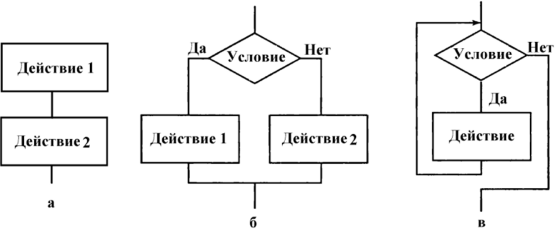 Действие 1
Действие 2
а
Да
Условие
Нет
Действие 1
Действие 2
б
Условие
Нет
Да
Действие
в